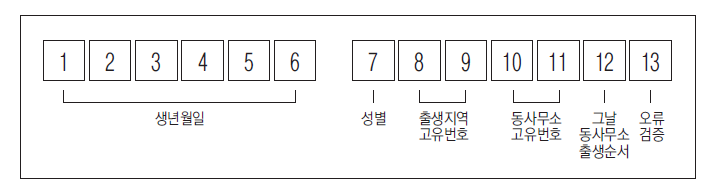 1 2 3 4 5 6 7 8 9 10 11 12 13
생년월일 성별 출생지역 동사무소 그날 오류
고유번호 고유번호 동사무소 검증
출생순서